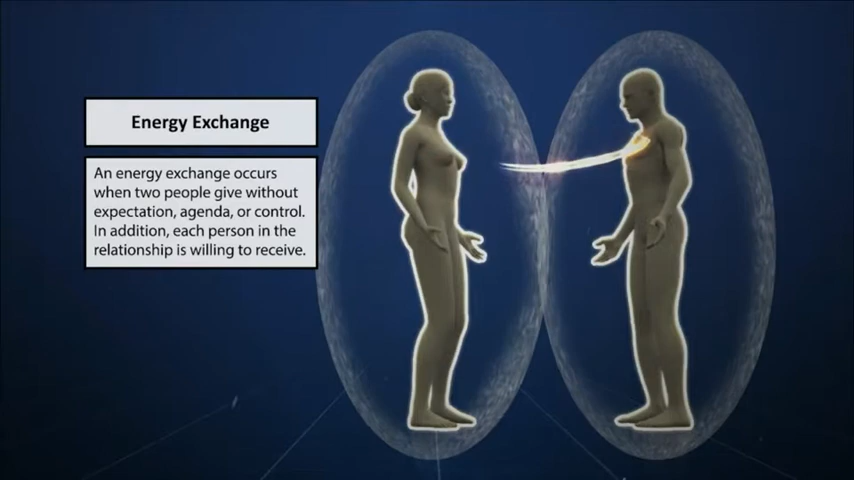 Energy Exchange
An energy exchange occurs
when two people give without
expectation, agenda, or control.
In addition, each person in the
relationship is willing to receive.